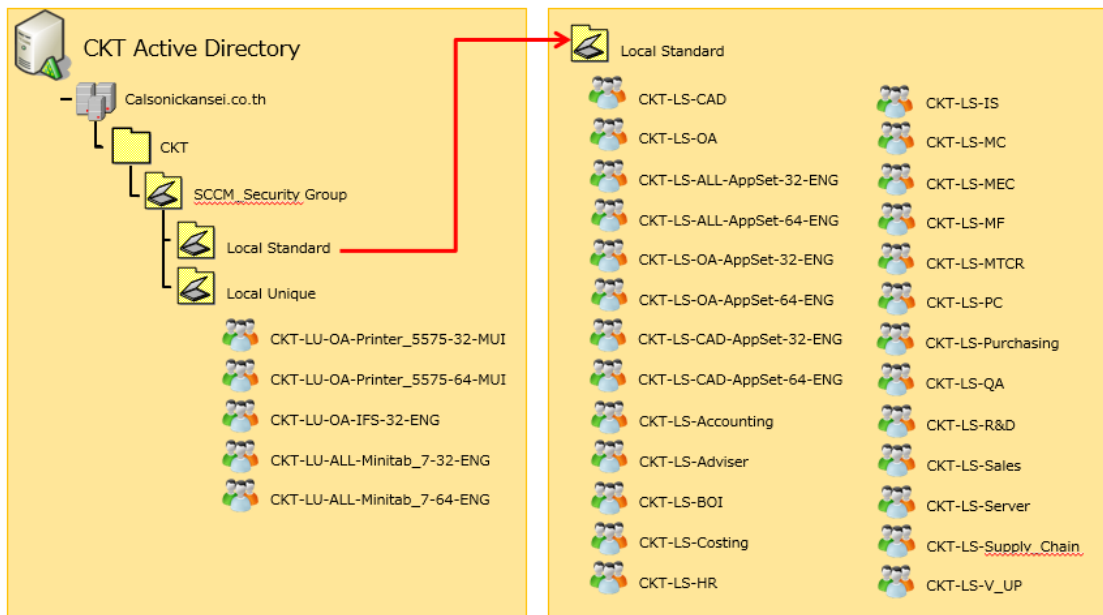 CKT Active Directory
Calsonickansei.co.th
CKT
SCCM_Security Group
Local Standard
Local Unique
CKT-LU-OA-Printer_5575-32-MUI
CKT-LU-OA-Printer_5575-64-MUI
CKT-LU-OA-IFS-32-ENG
CKT-LU-ALL-Minitab_7-32-ENG
CKT-LU-ALL-Minitab_7-64-ENG
Local Standard
CKT-LS-CAD
CKT-LS-OA
CKT-LS-ALL-AppSet-32-ENG
CKT-LS-ALL-AppSet-64-ENG
CKT-LS-OA-AppSet-32-ENG
CKT-LS-OA-AppSet-64-ENG
CKT-LS-CAD-AppSet-32-ENG
CKT-LS-CAD-AppSet-64-ENG
CKT-LS-Accounting
CKT-LS-Adviser
CKT-LS-BOI
CKT-LS-Costing
CKT-LS-HR
CKT-LS-IS
CKT-LS-MC
CKT-LS-MEC
CKT-LS-MF
CKT-LS-MTCR
CKT-LS-PC
CKT-LS-Purchasing
CKT-LS-QA
CKT-LS-R&D
CKT-LS-Sales
CKT-LS-Server
CKT-LS-Supply_Chain
CKT-LS-V_UP